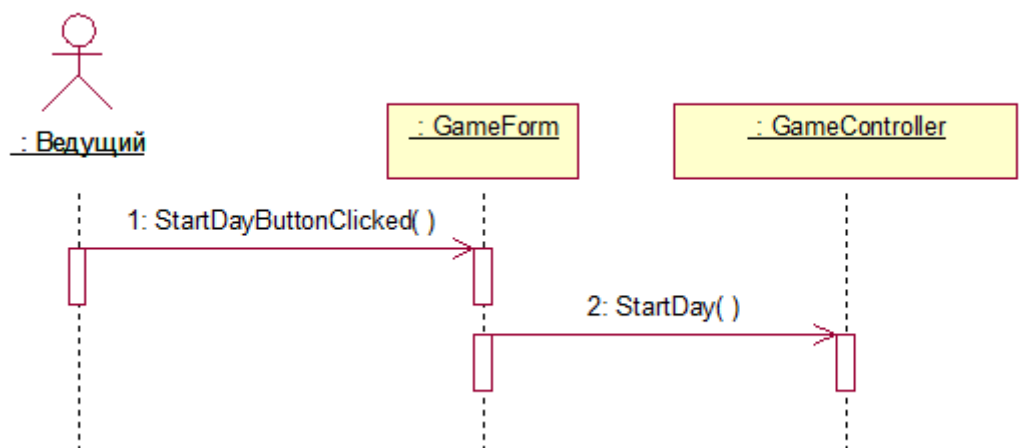 : Ведущий
: GameForm
: GameController
1: StartDayButtonClicked( )
2: StartDay( )